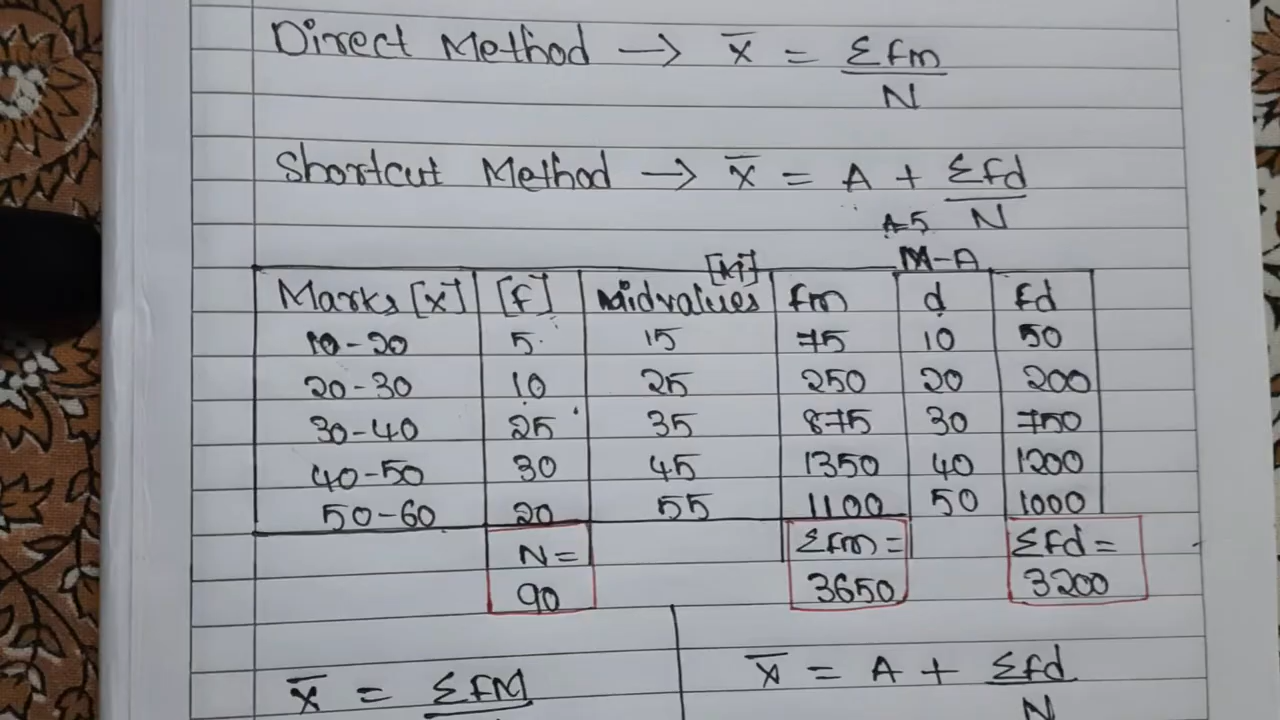 Direct Method → x̄ = Σfm / N
Shortcut Method → x̄ = A + Σfd / N
A=5
[M] M-A
Marks [x] [f] Midvalues fm d fd
10-20 5 15 75 10 50
20-30 10 25 250 20 200
30-40 25 35 875 30 750
40-50 30 45 1350 40 1200
50-60 20 55 1100 50 1000
N= Σfm= Σfd=
90 3650 3200
x̄ = ΣfM x̄ = A + Σfd / N